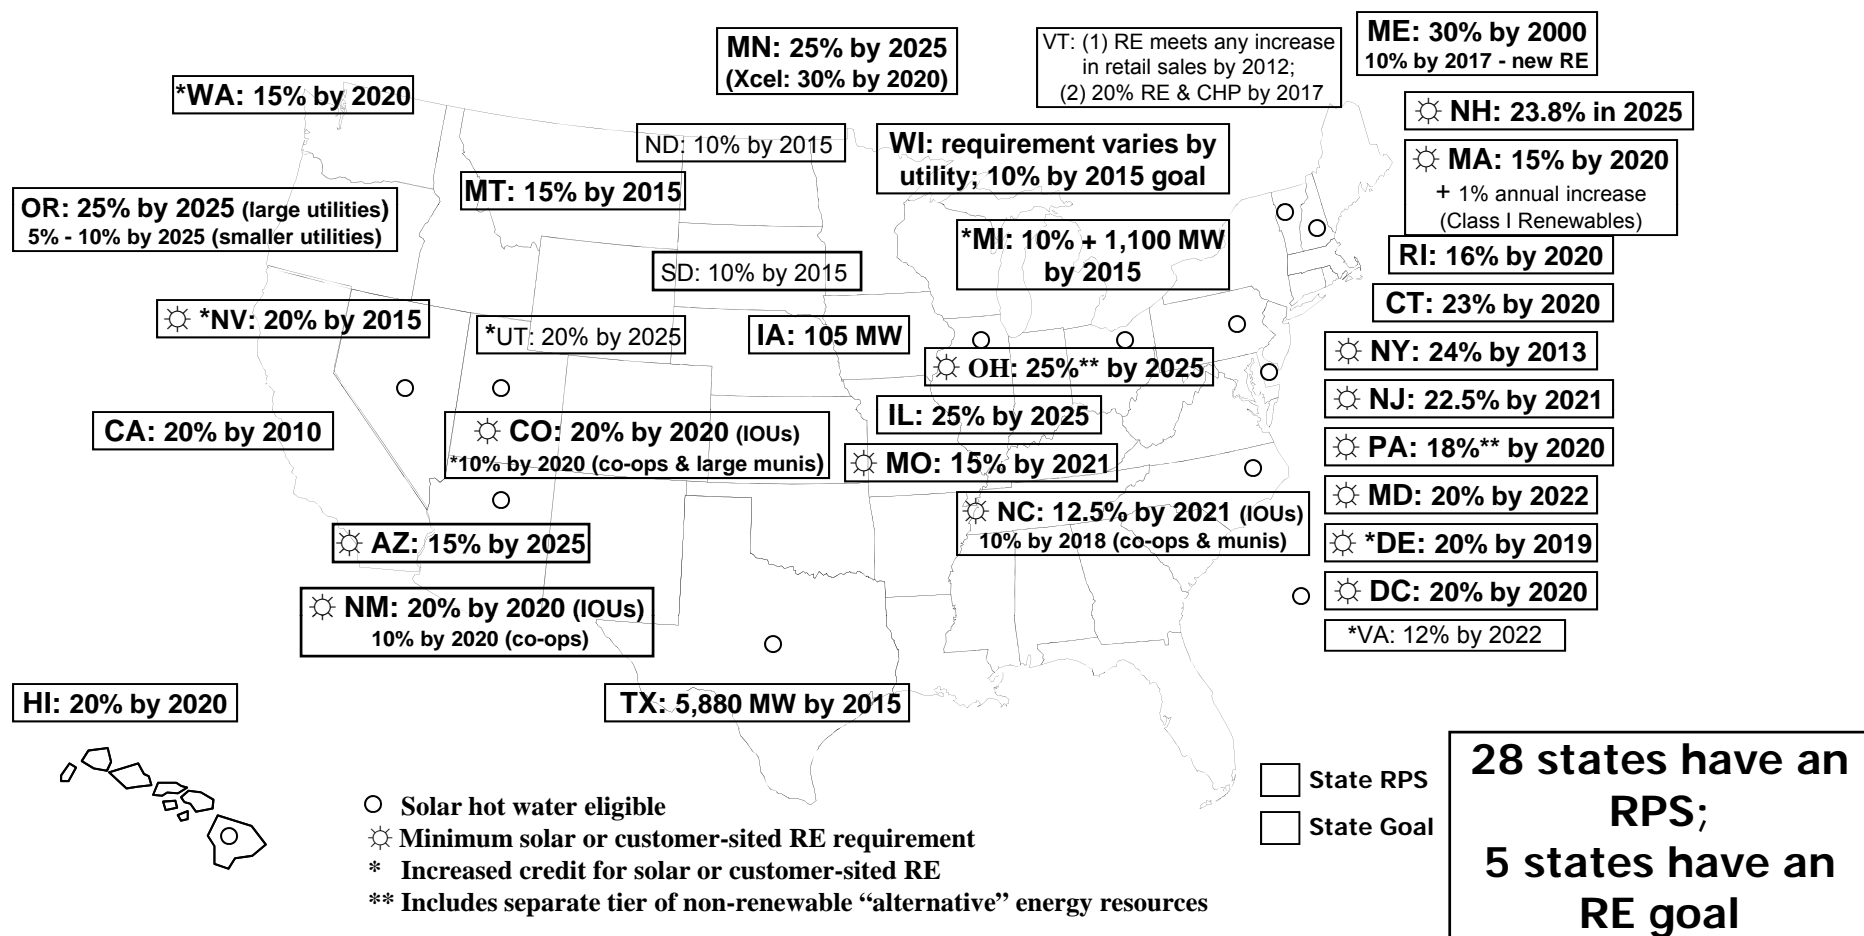 ME: 30% by 2000
10% by 2017 - new RE
MN: 25% by 2025
(Xcel: 30% by 2020)
VT: (1) RE meets any increase
in retail sales by 2012;
(2) 20% RE & CHP by 2017
*WA: 15% by 2020
☼ NH: 23.8% in 2025
ND: 10% by 2015
WI: requirement varies by
utility; 10% by 2015 goal
☼ MA: 15% by 2020
+ 1% annual increase
(Class I Renewables)
MT: 15% by 2015
OR: 25% by 2025 (large utilities)
5% - 10% by 2025 (smaller utilities)
*MI: 10% + 1,100 MW
by 2015
RI: 16% by 2020
SD: 10% by 2015
CT: 23% by 2020
☼ *NV: 20% by 2015
*UT: 20% by 2025
IA: 105 MW
☼ NY: 24% by 2013
☼ OH: 25%** by 2025
☼ NJ: 22.5% by 2021
CA: 20% by 2010
☼ CO: 20% by 2020 (IOUs)
*10% by 2020 (co-ops & large munis)
IL: 25% by 2025
☼ PA: 18%** by 2020
☼ MO: 15% by 2021
☼ MD: 20% by 2022
☼ NC: 12.5% by 2021 (IOUs)
10% by 2018 (co-ops & munis)
☼ AZ: 15% by 2025
☼ *DE: 20% by 2019
☼ DC: 20% by 2020
☼ NM: 20% by 2020 (IOUs)
10% by 2020 (co-ops)
*VA: 12% by 2022
HI: 20% by 2020
TX: 5,880 MW by 2015
State RPS
State Goal
28 states have an
RPS;
5 states have an
RE goal
Solar hot water eligible
☼ Minimum solar or customer-sited RE requirement
* Increased credit for solar or customer-sited RE
** Includes separate tier of non-renewable “alternative” energy resources